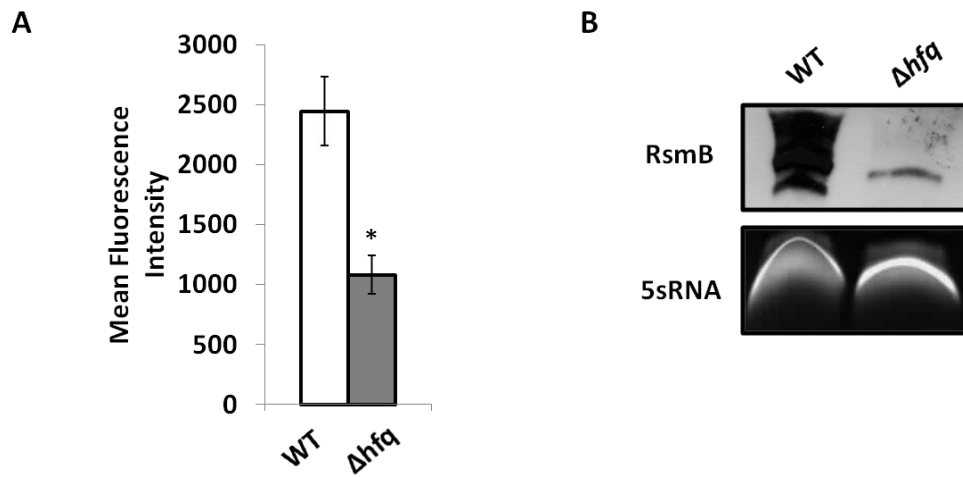 A
3000
2500
2000
1500
1000
500
0
Mean Fluorescence
Intensity
*
WT
Δhfq
B
WT
Δhfq
RsmB
5sRNA